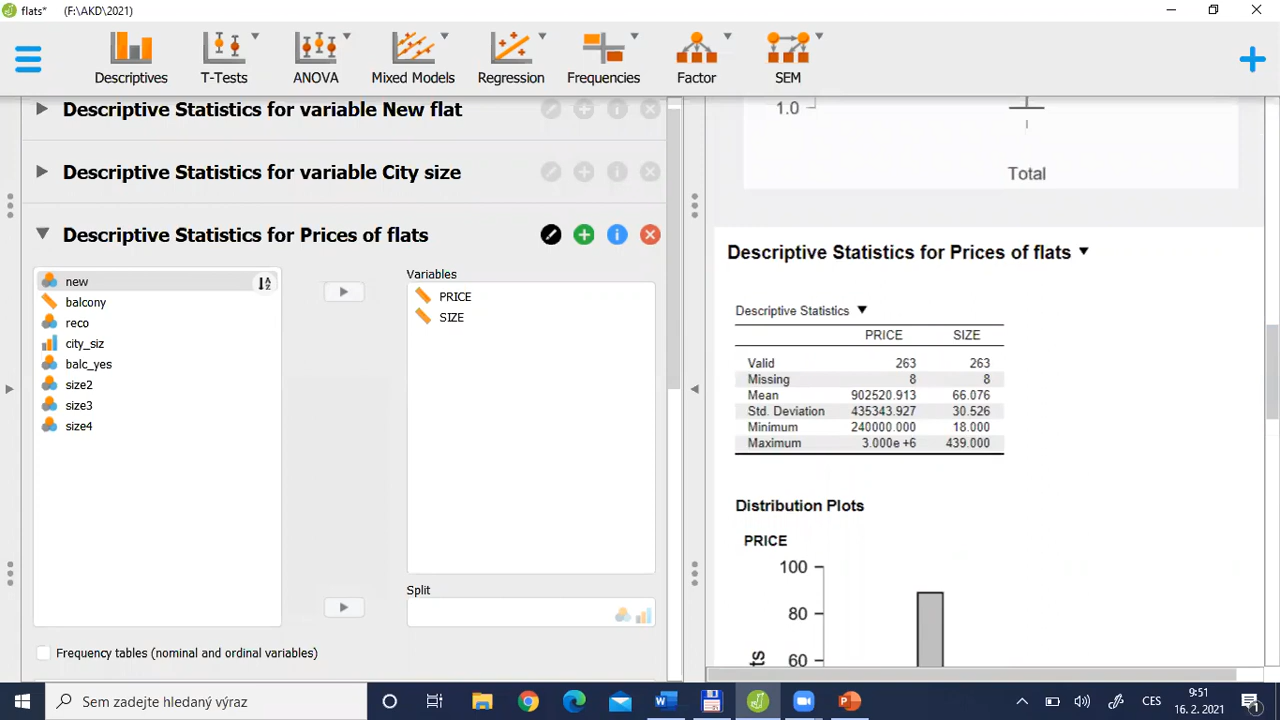 flats* (F:\AKD\2021)
Descriptives T-Tests ANOVA Mixed Models Regression Frequencies Factor SEM
Descriptive Statistics for variable New flat
Descriptive Statistics for variable City size
Descriptive Statistics for Prices of flats
new
balcony
reco
city_siz
balc_yes
size2
size3
size4
Variables
PRICE
SIZE
Split
Frequency tables (nominal and ordinal variables)
1.0
Total
Descriptive Statistics for Prices of flats
Descriptive Statistics
PRICE SIZE
Valid 263 263
Missing 8 8
Mean 902520.913 66.076
Std. Deviation 435343.927 30.526
Minimum 240000.000 18.000
Maximum 3.000e +6 439.000
Distribution Plots
PRICE
100
80
60
Sem zadejte hledaný výraz
CES
9:51
16. 2. 2021
1